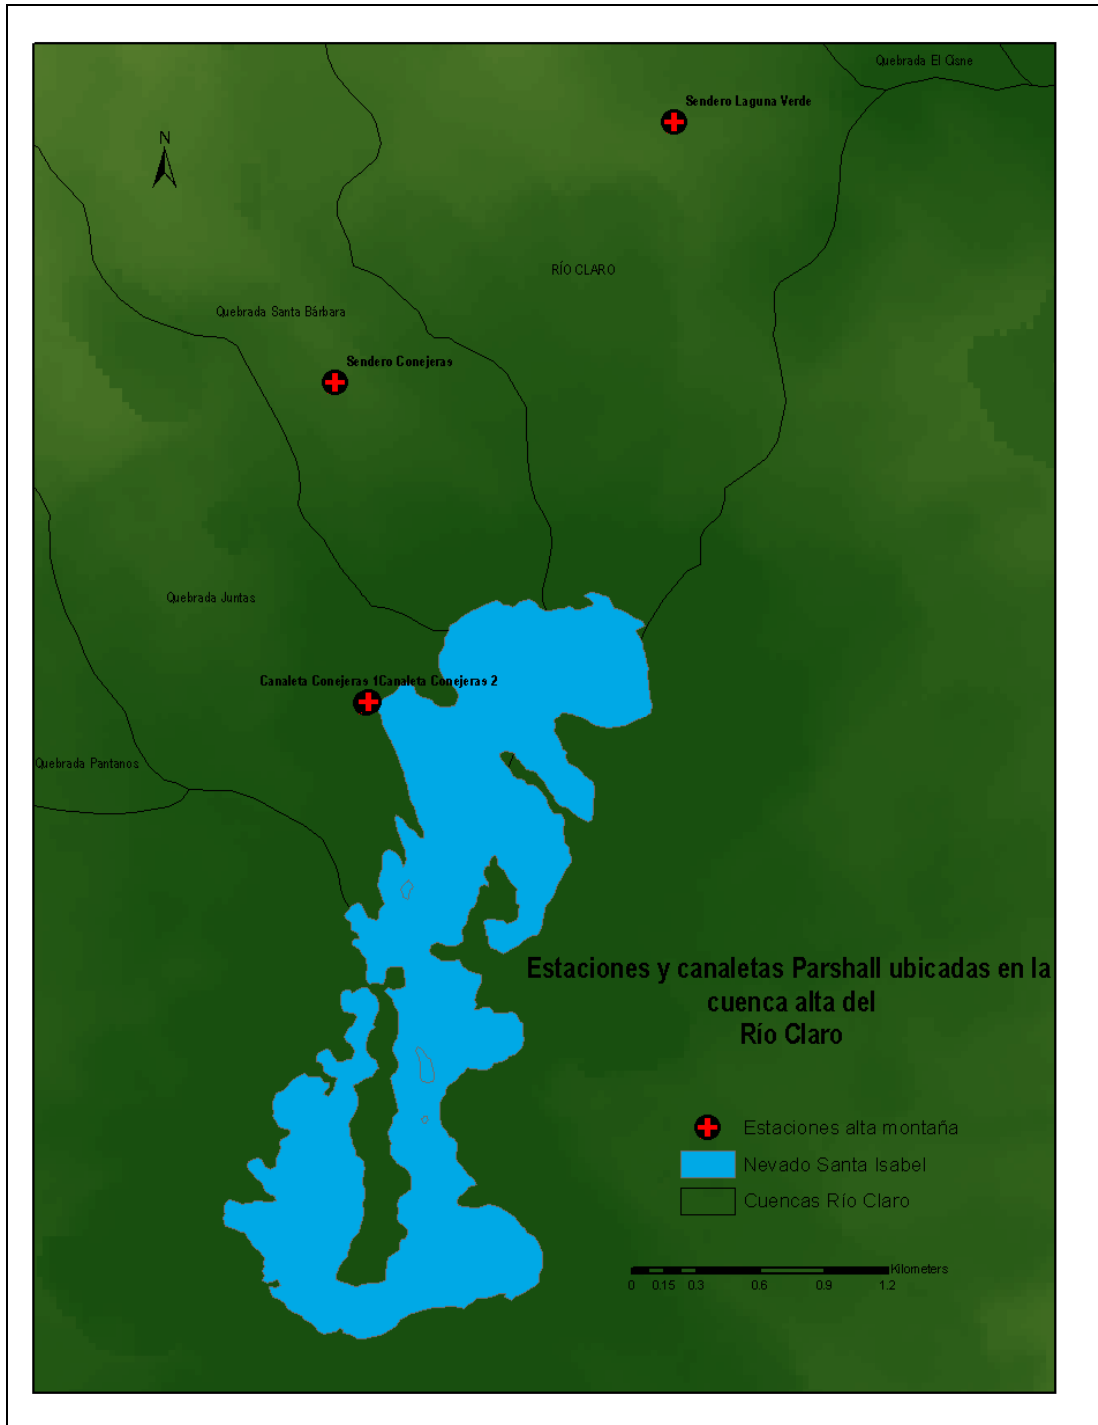 Quebrada El Cisne
Sendero Laguna Verde
N
RÍO CLARO
Quebrada Santa Bárbara
Sendero Conejeras
Quebrada Juntas
Canaleta Conejeras 1Canaleta Conejeras 2
Quebrada Pantanos
Estaciones y canaletas Parshall ubicadas en la
cuenca alta del
Río Claro
Estaciones alta montaña
Nevado Santa Isabel
Cuencas Río Claro
Kilometers
0 0.15 0.3 0.6 0.9 1.2